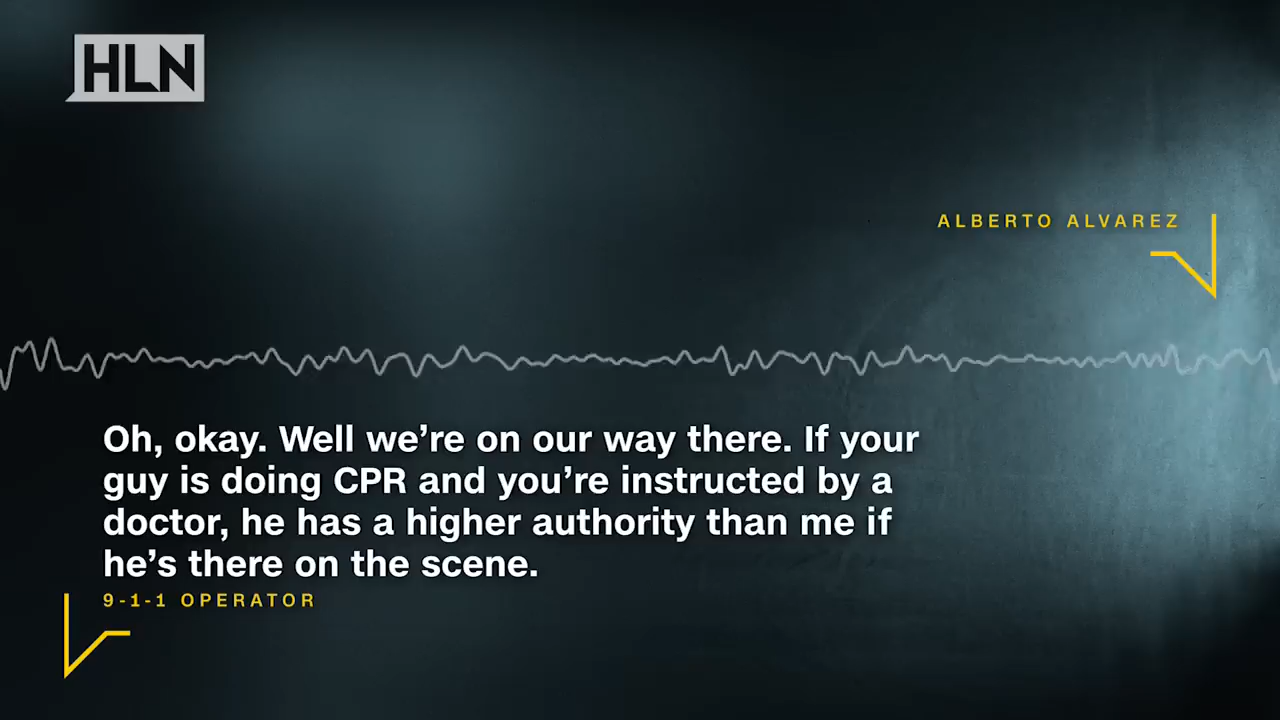 HLN
ALBERTO ALVAREZ
Oh, okay. Well we’re on our way there. If your
guy is doing CPR and you’re instructed by a
doctor, he has a higher authority than me if
he’s there on the scene.
9-1-1 OPERATOR